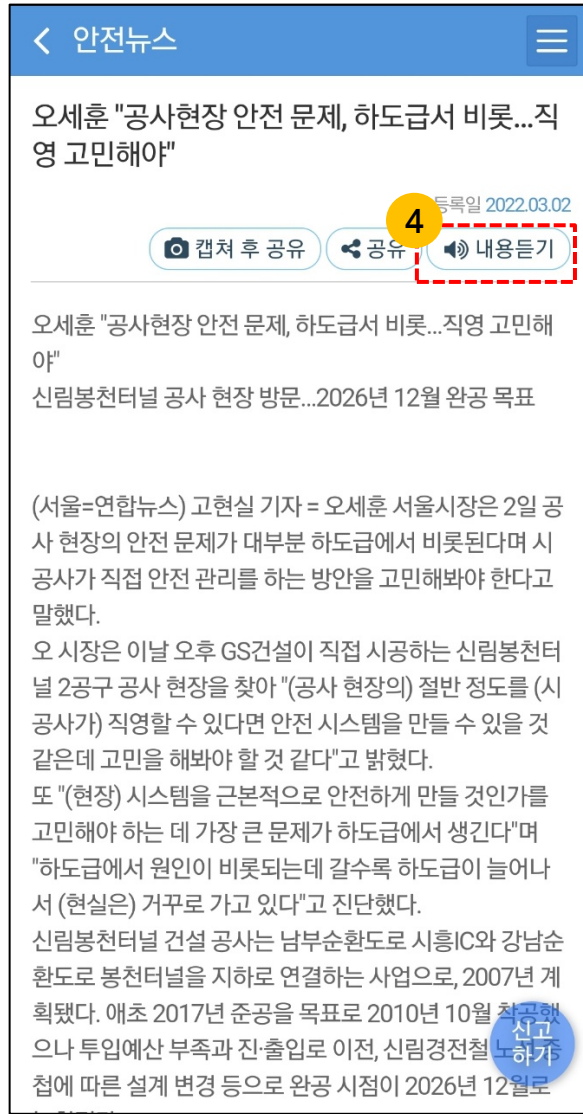 안전뉴스
오세훈 "공사현장 안전 문제, 하도급서 비롯...직
영 고민해야"
등록일 2022.03.02
4
캡쳐 후 공유
공유
내용듣기
오세훈 "공사현장 안전 문제, 하도급서 비롯...직영 고민해
야"
신림봉천터널 공사 현장 방문...2026년 12월 완공 목표
(서울=연합뉴스) 고현실 기자 = 오세훈 서울시장은 2일 공
사 현장의 안전 문제가 대부분 하도급에서 비롯된다며 시
공사가 직접 안전 관리를 하는 방안을 고민해봐야 한다고
말했다.
오 시장은 이날 오후 GS건설이 직접 시공하는 신림봉천터
널 2공구 공사 현장을 찾아 "(공사 현장의) 절반 정도를 (시
공사가) 직영할 수 있다면 안전 시스템을 만들 수 있을 것
같은데 고민을 해봐야 할 것 같다"고 밝혔다.
또 "(현장) 시스템을 근본적으로 안전하게 만들 것인가를
고민해야 하는 데 가장 큰 문제가 하도급에서 생긴다"며
"하도급에서 원인이 비롯되는데 갈수록 하도급이 늘어나
서 (현실은) 거꾸로 가고 있다"고 진단했다.
신림봉천터널 건설 공사는 남부순환도로 시흥IC와 강남순
환도로 봉천터널을 지하로 연결하는 사업으로, 2007년 계
획됐다. 애초 2017년 준공을 목표로 2010년 10월 착공했
으나 투입예산 부족과 진·출입로 이전, 신림경전철
첩에 따른 설계 변경 등으로 완공 시점이 2026년 12월로
신고
하기